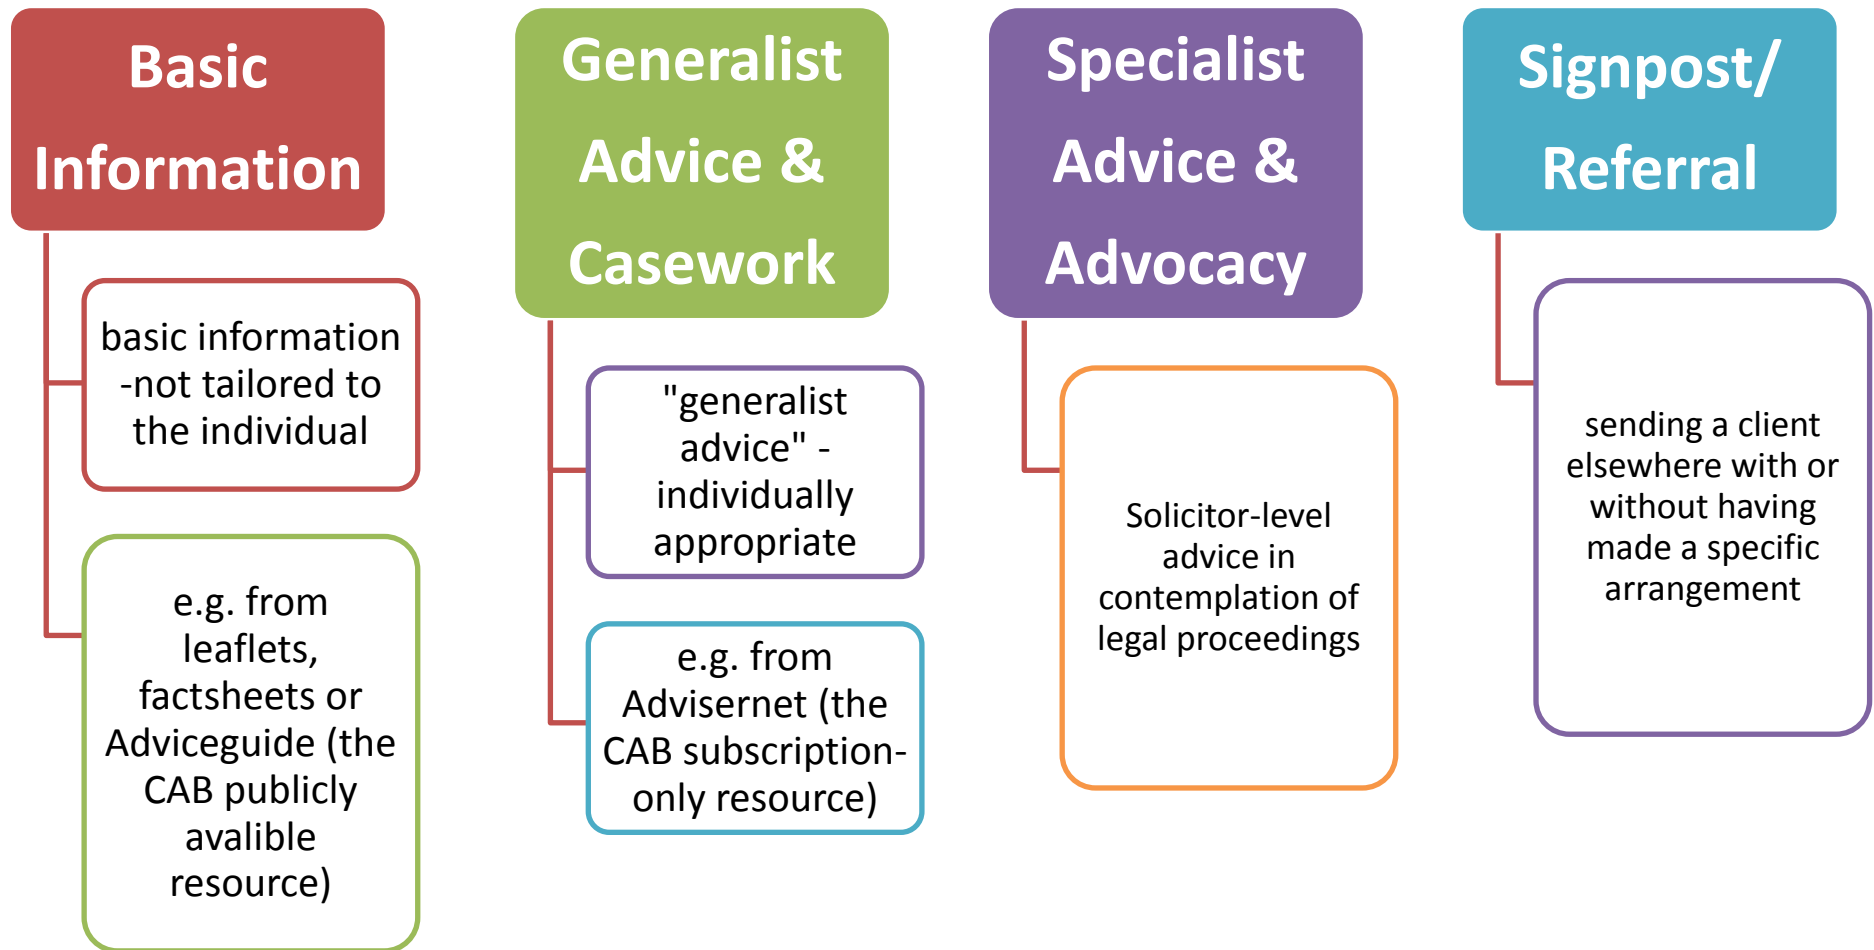 Basic
Information
basic information
-not tailored to
the individual
e.g. from
leaflets,
factsheets or
Adviceguide (the
CAB publicly
avalible
resource)
Generalist
Advice &
Casework
"generalist
advice" -
individually
appropriate
e.g. from
Advisernet (the
CAB subscription-
only resource)
Specialist
Advice &
Advocacy
Solicitor-level
advice in
contemplation of
legal proceedings
Signpost/
Referral
sending a client
elsewhere with or
without having
made a specific
arrangement